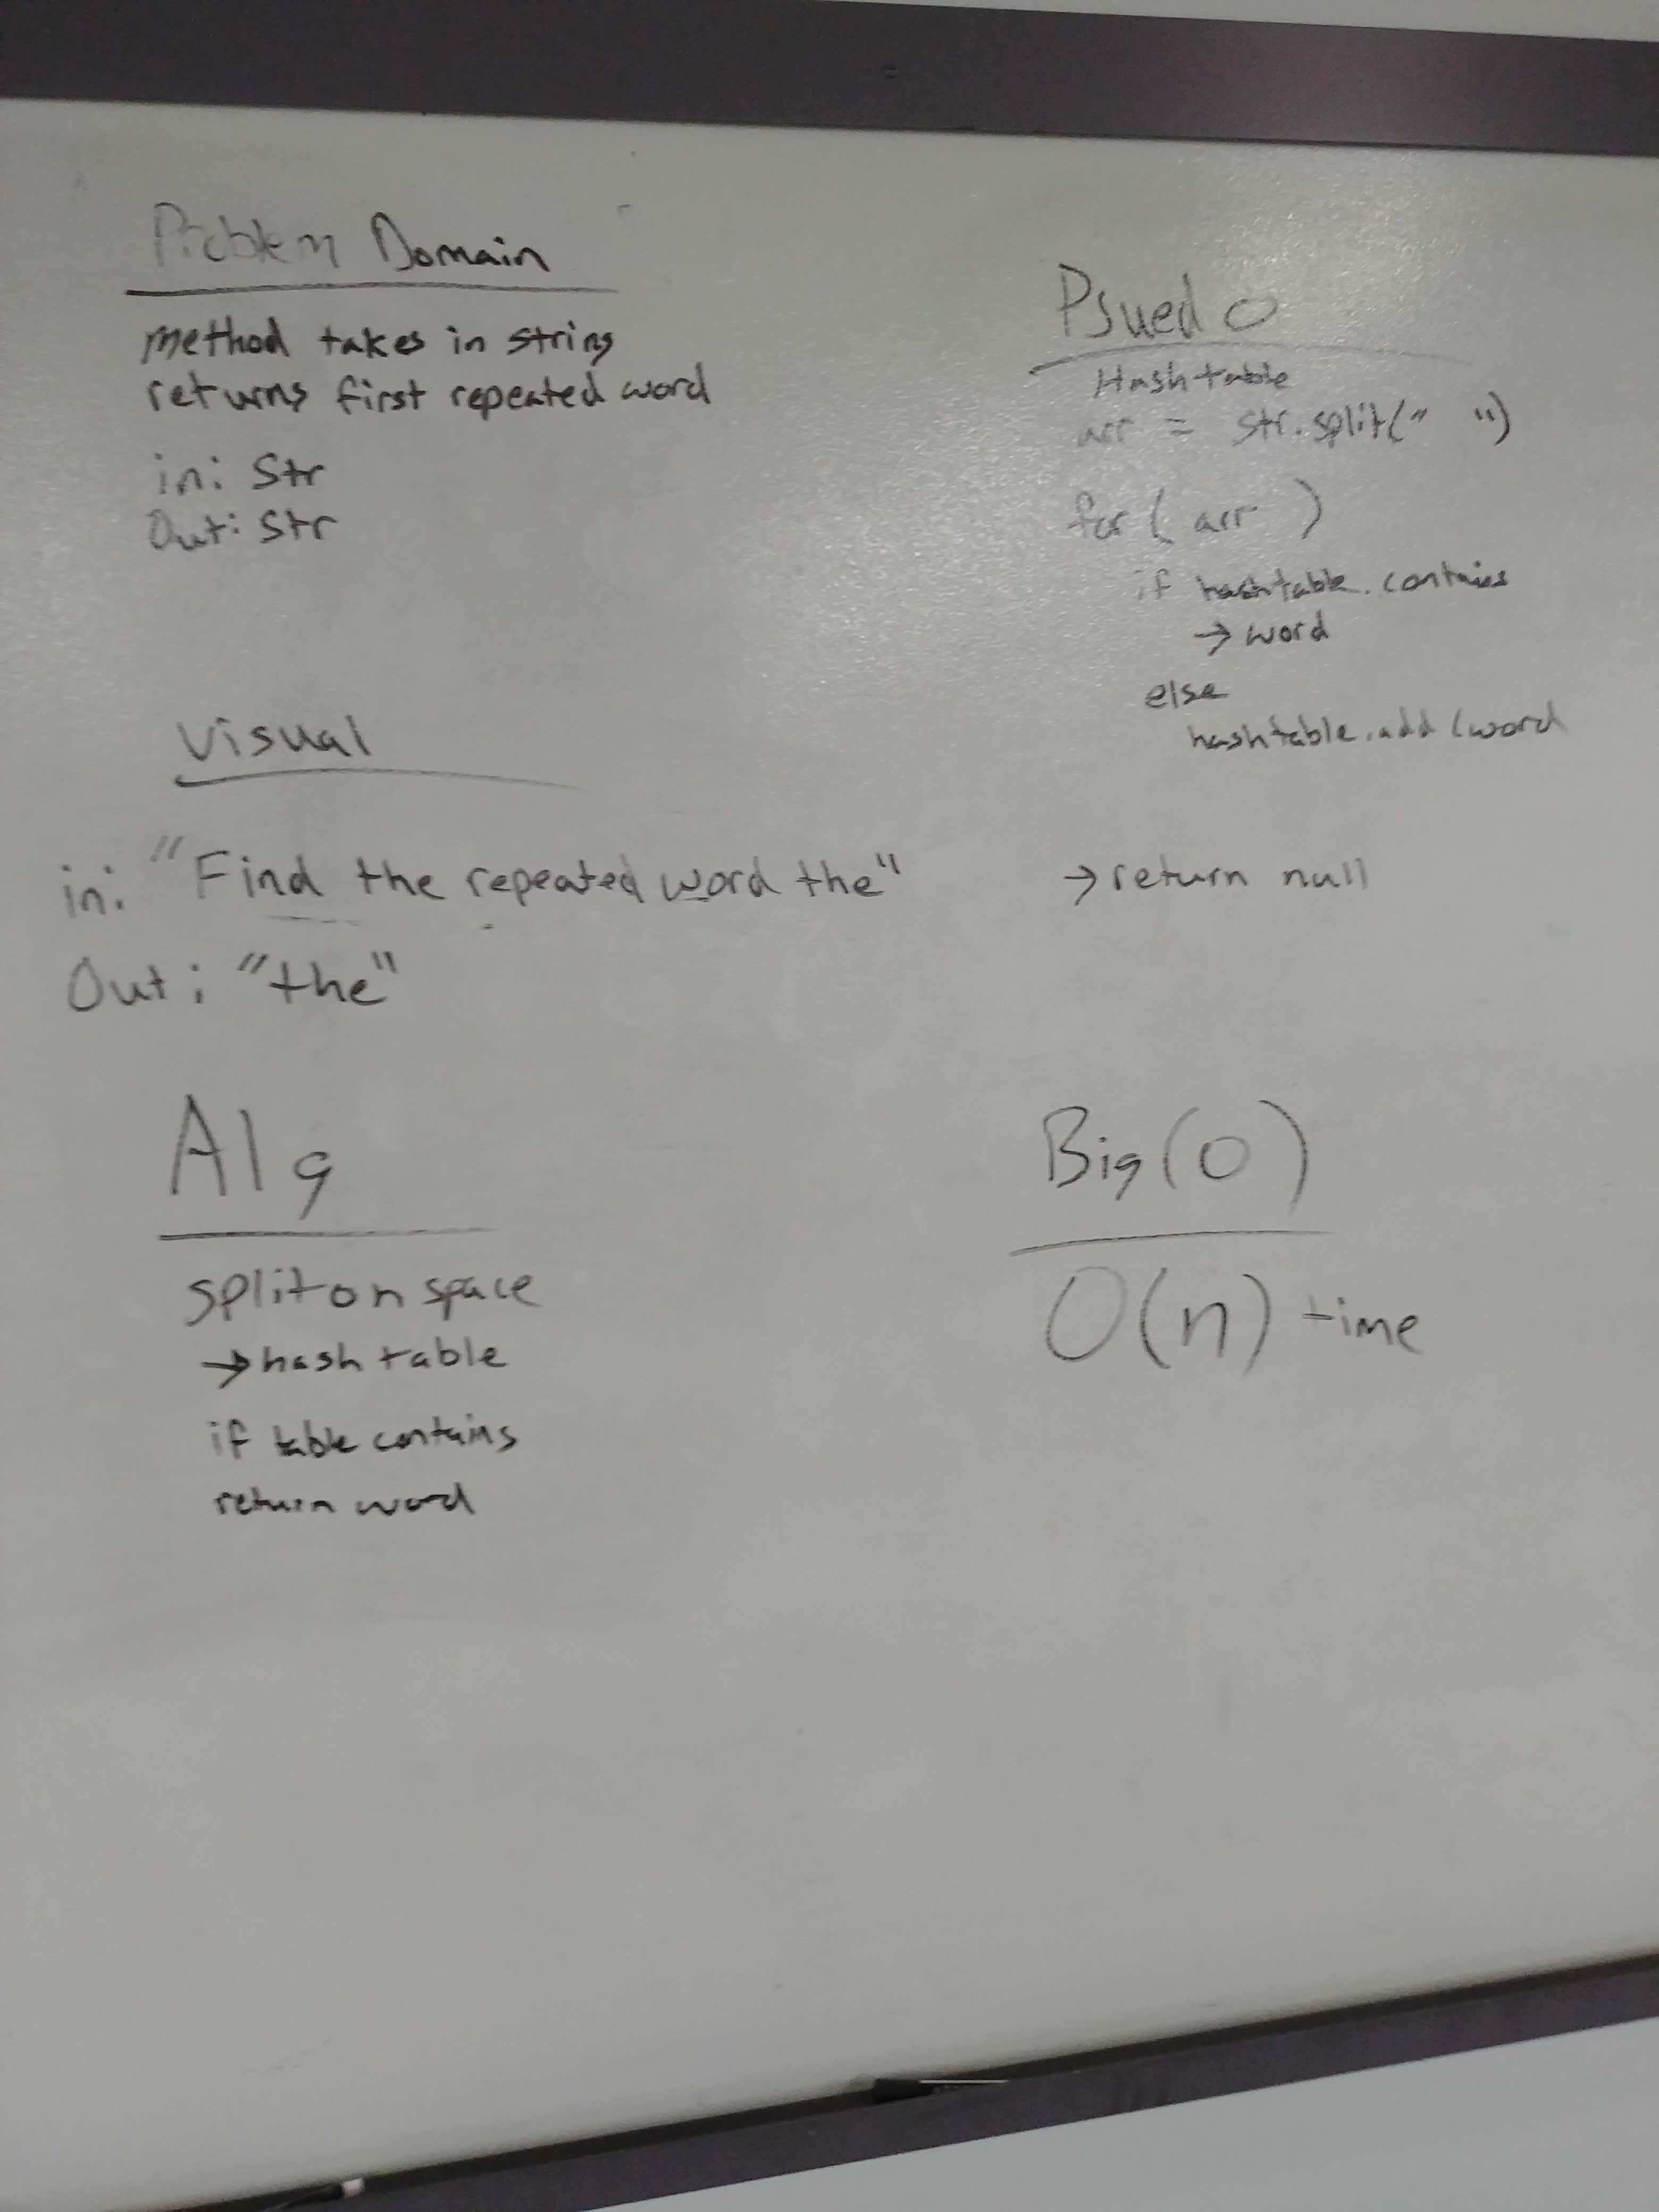 Problem Domain
method takes in string
returns first repeated word
in: Str
Out: Str
Visual
in: "Find the repeated word the"
Out: "the"
Alg
split on space
→ hash table
if table contains
return word
Psuedo
Hashtable
arr = str.split(" ")
for ( arr )
if hashtable.contains
→ word
else
hashtable.add (word
→ return null
Big(O)
O(n) time